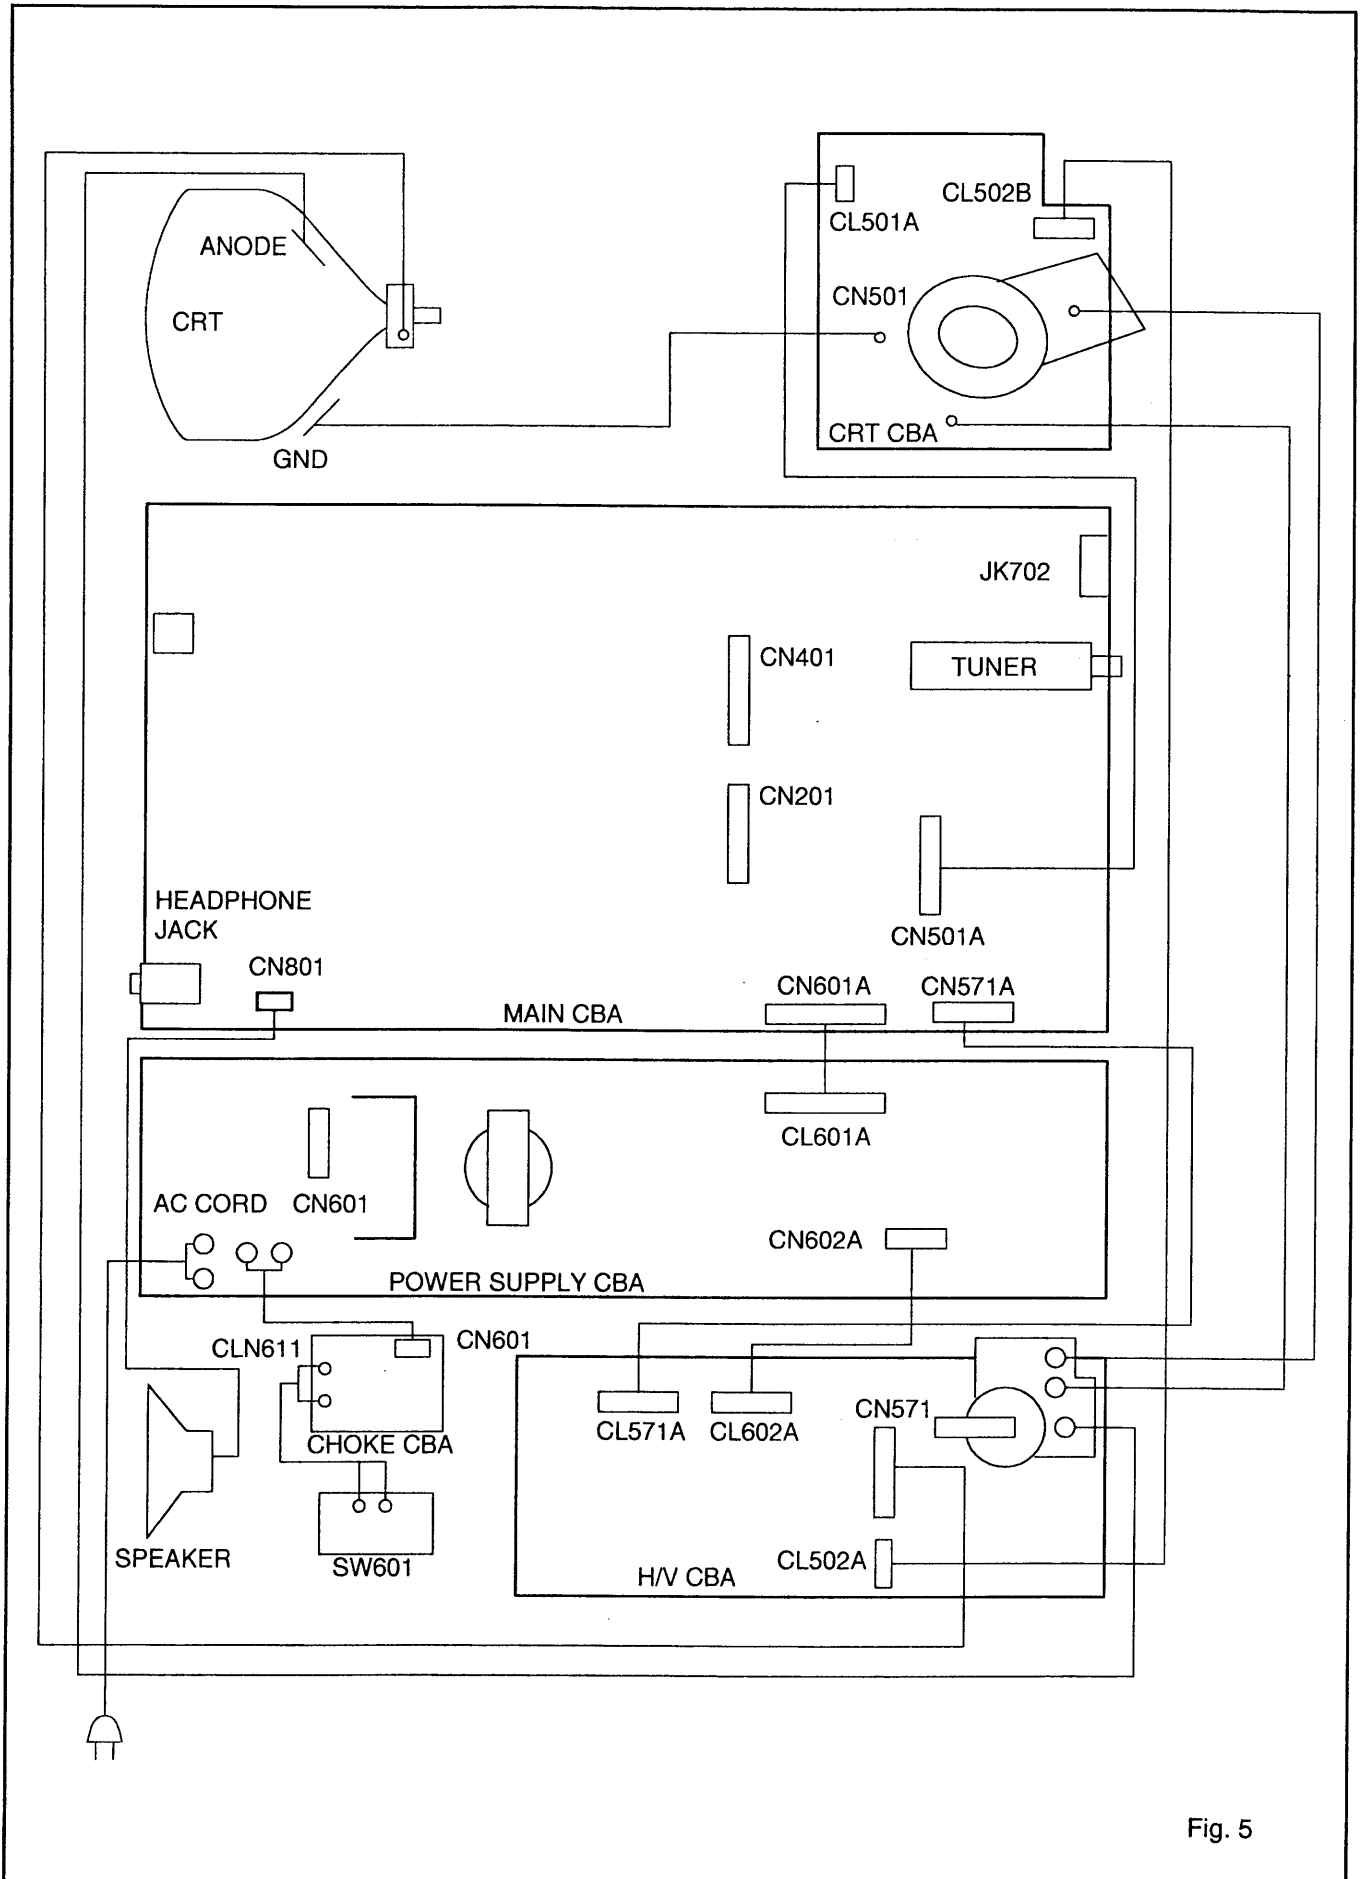 CL502B
CL501A
ANODE
CN501
CRT
CRT CBA
GND
JK702
CN401
TUNER
CN201
HEADPHONE
JACK
CN501A
CN801
CN601A
CN571A
MAIN CBA
CL601A
AC CORD
CN601
CN602A
POWER SUPPLY CBA
CLN611
CN601
CN571
CL571A
CL602A
CHOKE CBA
SPEAKER
SW601
CL502A
H/V CBA
Fig. 5